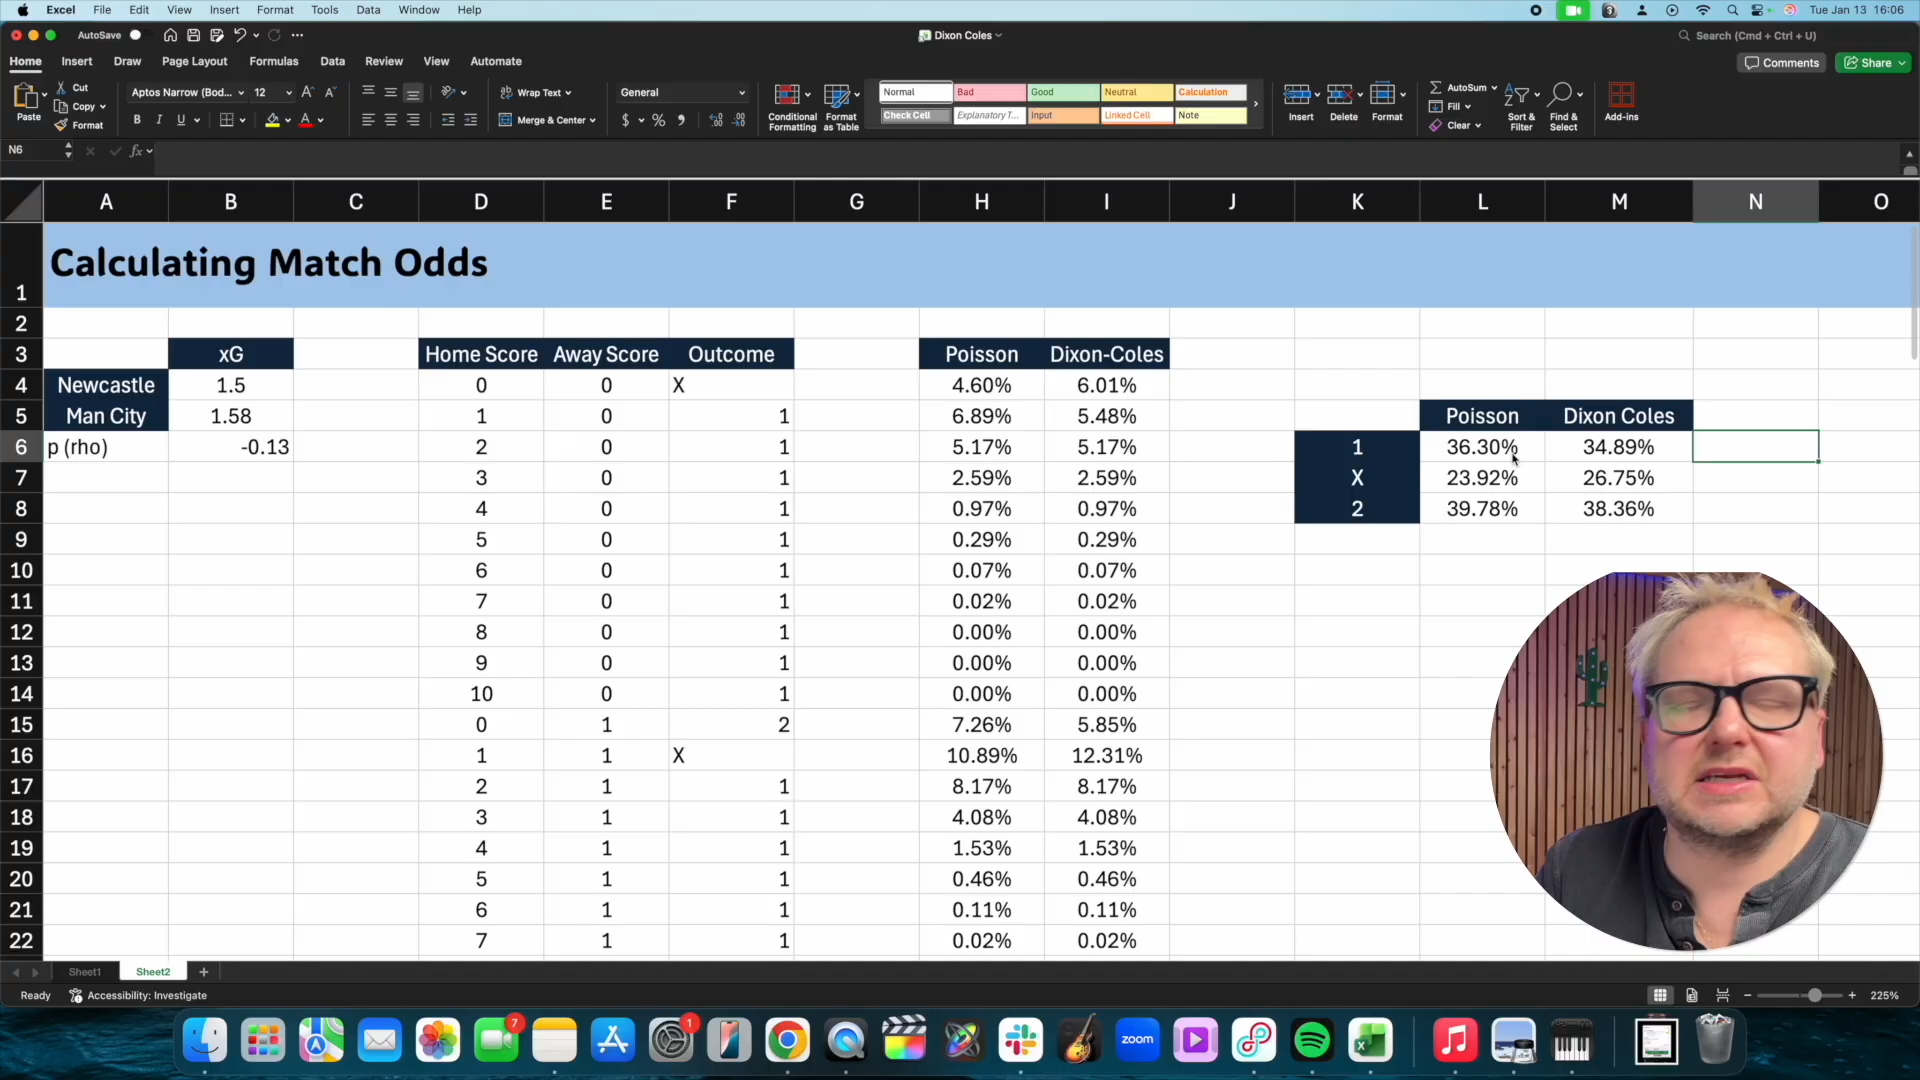 Excel File Edit View Insert Format Tools Data Window Help Tue Jan 13 16:06
AutoSave Dixon Coles Search (Cmd + Ctrl + U)
Home Insert Draw Page Layout Formulas Data Review View Automate Comments Share
Paste Cut Copy Format Aptos Narrow (Bod... 12 Wrap Text General Normal Bad Good Neutral Calculation
B I U Merge & Center $ % Check Cell Explanatory T... Input Linked Cell Note
Conditional Formatting Format as Table Insert Delete Format AutoSum Fill Clear Sort & Filter Find & Select Add-ins
N6 fx
A B C D E F G H I J K L M N O
1 Calculating Match Odds
2
3 xG Home Score Away Score Outcome Poisson Dixon-Coles
4 Newcastle 1.5 0 0 X 4.60% 6.01%
5 Man City 1.58 1 0 1 6.89% 5.48% Poisson Dixon Coles
6 p (rho) -0.13 2 0 1 5.17% 5.17% 1 36.30% 34.89%
7 3 0 1 2.59% 2.59% X 23.92% 26.75%
8 4 0 1 0.97% 0.97% 2 39.78% 38.36%
9 5 0 1 0.29% 0.29%
10 6 0 1 0.07% 0.07%
11 7 0 1 0.02% 0.02%
12 8 0 1 0.00% 0.00%
13 9 0 1 0.00% 0.00%
14 10 0 1 0.00% 0.00%
15 0 1 2 7.26% 5.85%
16 1 1 X 10.89% 12.31%
17 2 1 1 8.17% 8.17%
18 3 1 1 4.08% 4.08%
19 4 1 1 1.53% 1.53%
20 5 1 1 0.46% 0.46%
21 6 1 1 0.11% 0.11%
22 7 1 1 0.02% 0.02%
Sheet1 Sheet2 +
Ready Accessibility: Investigate 225%
7 1 zoom